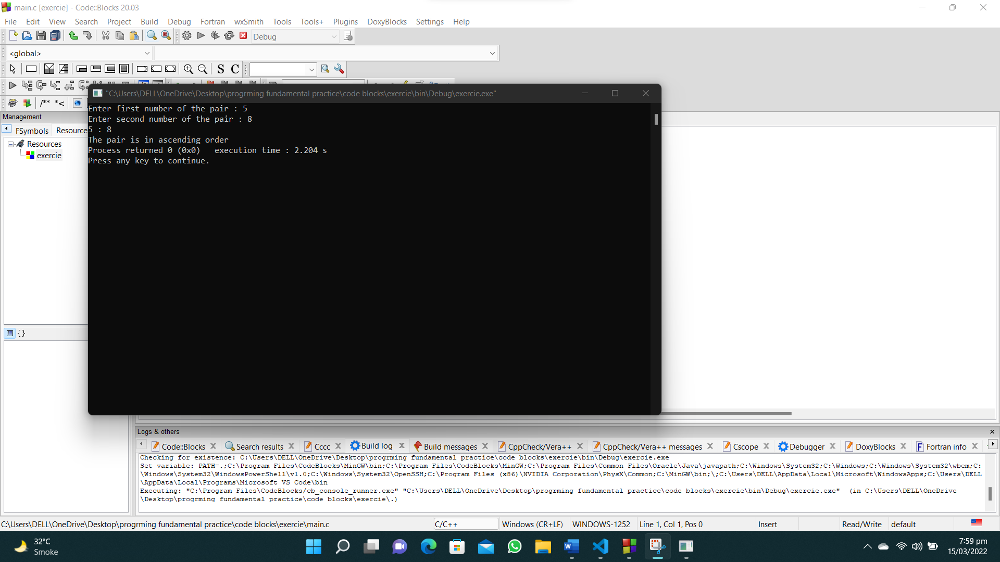 main.c [exercie] - Code::Blocks 20.03
File Edit View Search Project Build Debug Fortran wxSmith Tools Tools+ Plugins DoxyBlocks Settings Help
Debug
<global>
S C
/** *<
"C:\Users\DELL\OneDrive\Desktop\progrming fundamental practice\code blocks\exercie\bin\Debug\exercie.exe"
Enter first number of the pair : 5
Enter second number of the pair : 8
5 : 8
The pair is in ascending order
Process returned 0 (0x0)   execution time : 2.204 s
Press any key to continue.
Management
FSymbols Resource
Resources
exercie
{}
Logs & others
Code::Blocks Search results Cccc Build log Build messages CppCheck/Vera++ CppCheck/Vera++ messages Cscope Debugger DoxyBlocks Fortran info
Checking for existence: C:\Users\DELL\OneDrive\Desktop\progrming fundamental practice\code blocks\exercie\bin\Debug\exercie.exe
Set variable: PATH=.;C:\Program Files\CodeBlocks\MinGW\bin;C:\Program Files\CodeBlocks\MinGW;C:\Program Files\Common Files\Oracle\Java\javapath;C:\Windows\System32;C:\Windows;C:\Windows\System32\wbem;C:
\Windows\System32\WindowsPowerShell\v1.0;C:\Windows\System32\OpenSSH;C:\Program Files (x86)\NVIDIA Corporation\PhysX\Common;C:\MinGW\bin;\;C:\Users\DELL\AppData\Local\Microsoft\WindowsApps;C:\Users\DELL
\AppData\Local\Programs\Microsoft VS Code\bin
Executing: "C:\Program Files\CodeBlocks/cb_console_runner.exe" "C:\Users\DELL\OneDrive\Desktop\progrming fundamental practice\code blocks\exercie\bin\Debug\exercie.exe"  (in C:\Users\DELL\OneDrive
\Desktop\progrming fundamental practice\code blocks\exercie\.)
C:\Users\DELL\OneDrive\Desktop\progrming fundamental practice\code blocks\exercie\main.c C/C++ Windows (CR+LF) WINDOWS-1252 Line 1, Col 1, Pos 0 Insert Read/Write default
32°C
Smoke
7:59 pm
15/03/2022